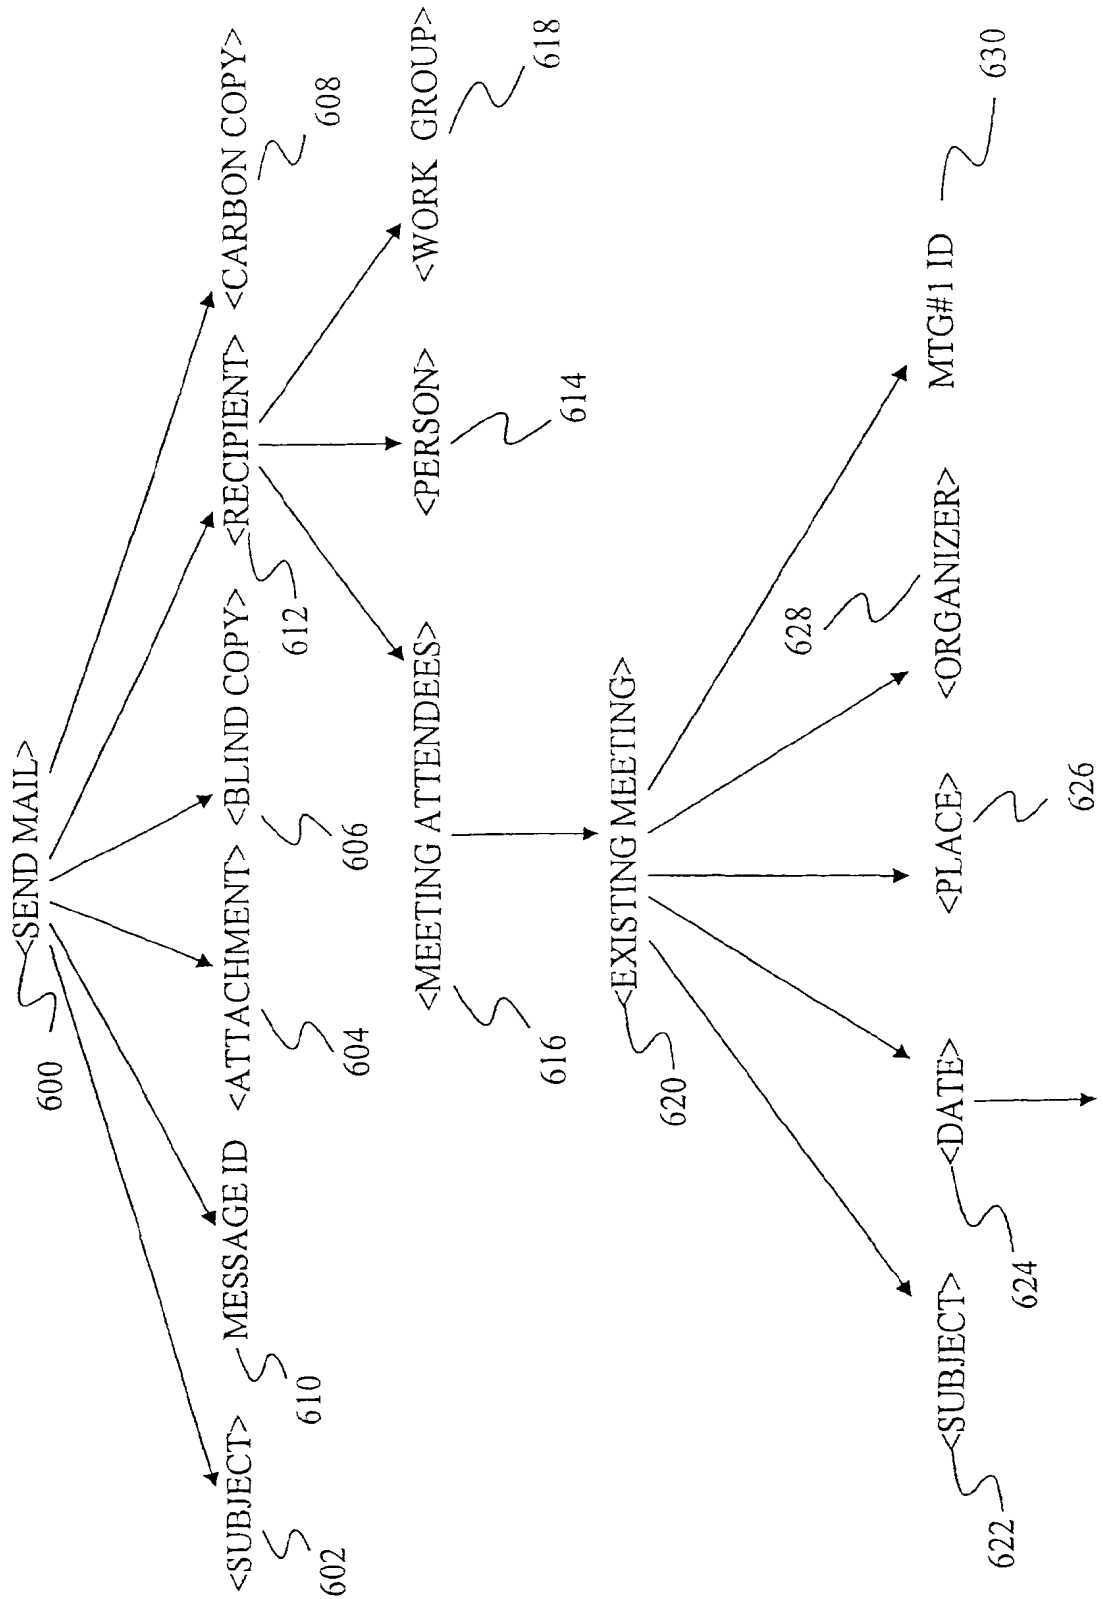 <SEND MAIL>
600
<SUBJECT> MESSAGE ID <ATTACHMENT> <BLIND COPY> <RECIPIENT> <CARBON COPY>
602 610 604 606 612 608
<MEETING ATTENDEES> <PERSON> <WORK GROUP>
616 614 618
<EXISTING MEETING>
620
628
<SUBJECT> <DATE> <PLACE> <ORGANIZER> MTG#1 ID
622 624 626 630